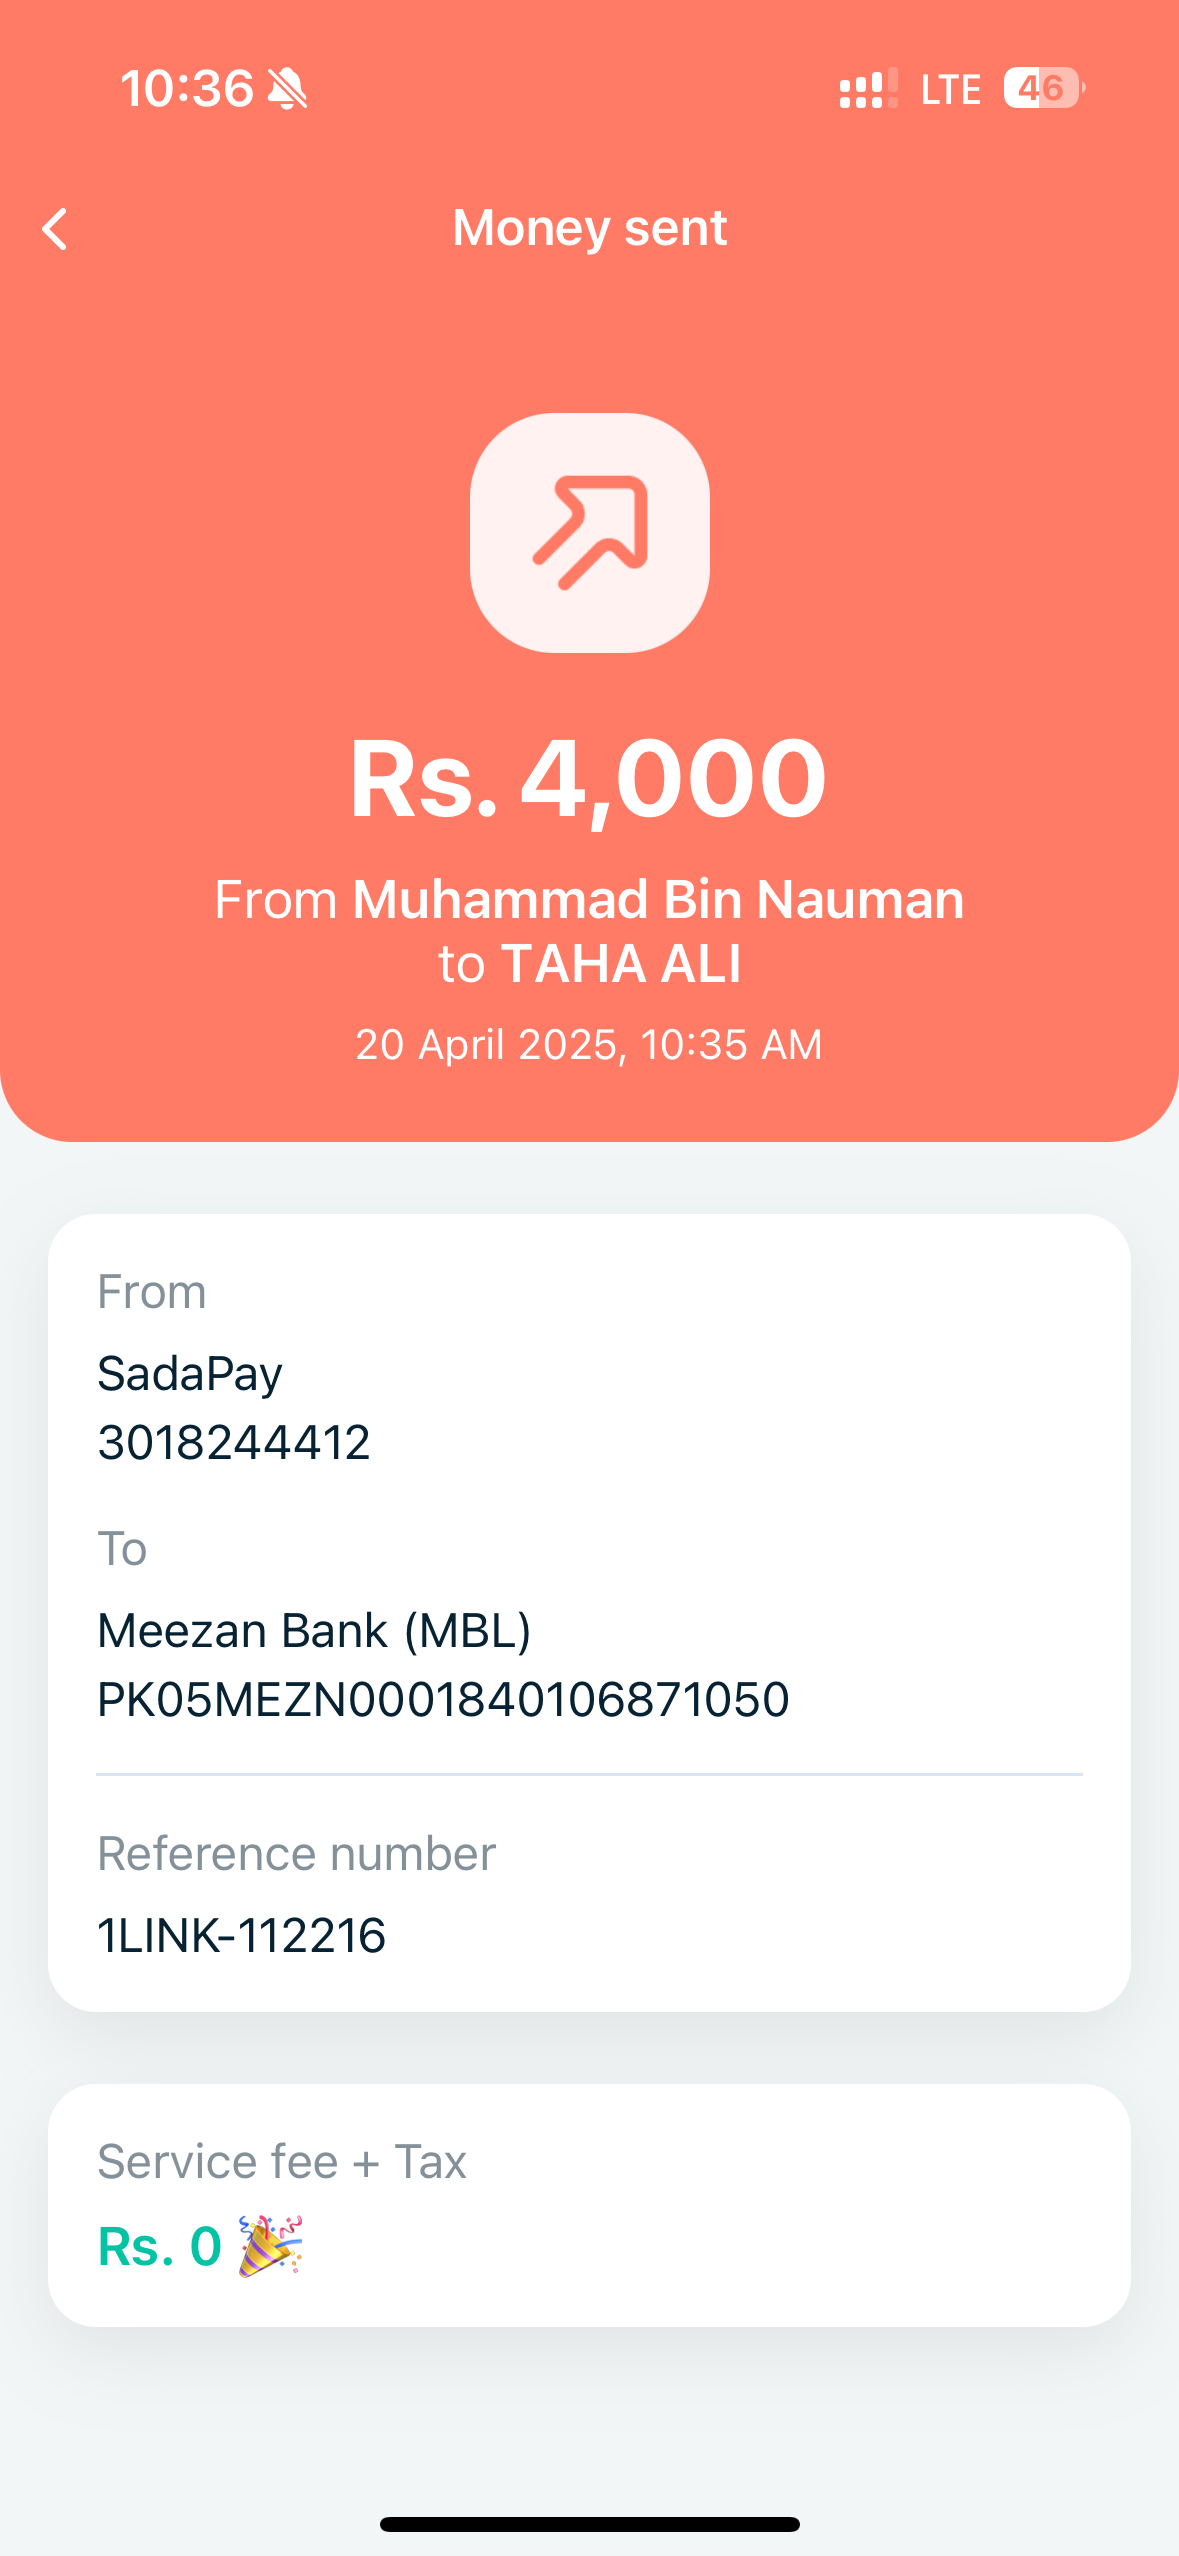 10:36
LTE
46
Money sent
Rs. 4,000
From Muhammad Bin Nauman
to TAHA ALI
20 April 2025, 10:35 AM
From
SadaPay
3018244412
To
Meezan Bank (MBL)
PK05MEZN0001840106871050
Reference number
1LINK-112216
Service fee + Tax
Rs. 0 🎉